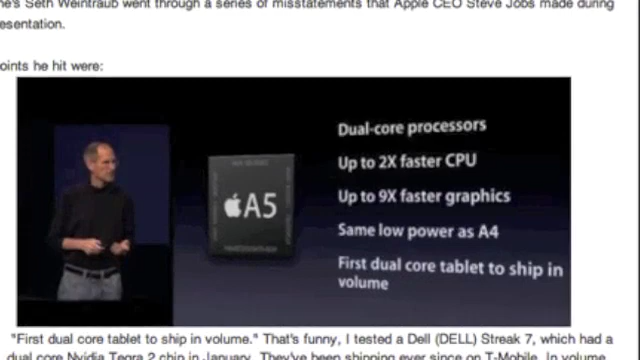 ne's Seth Weintraub went through a series of misstatements that Apple CEO Steve Jobs made during
esentation.
oints he hit were:
Dual-core processors
Up to 2X faster CPU
A5
Up to 9X faster graphics
Same low power as A4
First dual core tablet to ship in
volume
"First dual core tablet to ship in volume." That's funny, I tested a Dell (DELL) Streak 7, which had a
dual core Nvidia Tegra 2 chip in January. They've been shipping ever since on T-Mobile. In volume.